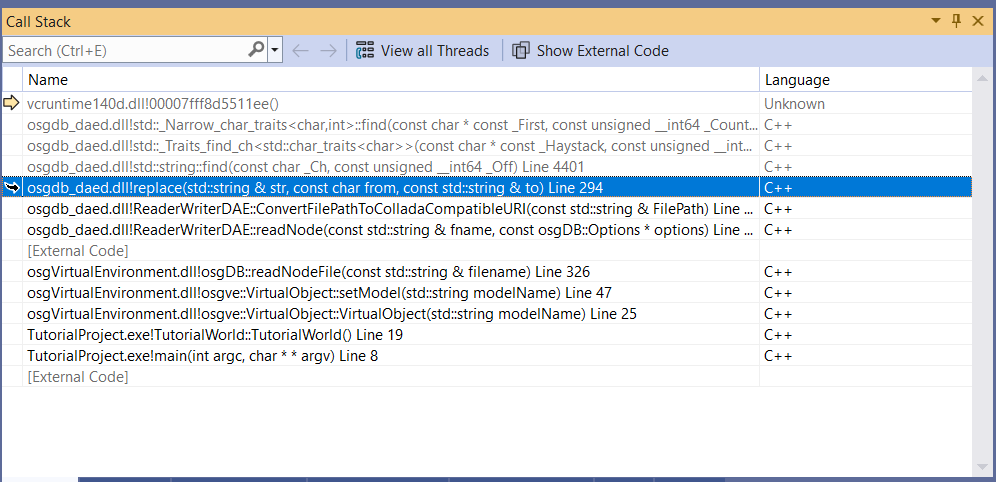 Call Stack
Search (Ctrl+E) View all Threads Show External Code
Name Language
vcruntime140d.dll!00007fff8d5511ee() Unknown
osgdb_daed.dll!std::_Narrow_char_traits<char,int>::find(const char * const _First, const unsigned __int64 _Count... C++
osgdb_daed.dll!std::_Traits_find_ch<std::char_traits<char>>(const char * const _Haystack, const unsigned __int... C++
osgdb_daed.dll!std::string::find(const char _Ch, const unsigned __int64 _Off) Line 4401 C++
osgdb_daed.dll!replace(std::string & str, const char from, const std::string & to) Line 294 C++
osgdb_daed.dll!ReaderWriterDAE::ConvertFilePathToColladaCompatibleURI(const std::string & FilePath) Line ... C++
osgdb_daed.dll!ReaderWriterDAE::readNode(const std::string & fname, const osgDB::Options * options) Line ... C++
[External Code]
osgVirtualEnvironment.dll!osgDB::readNodeFile(const std::string & filename) Line 326 C++
osgVirtualEnvironment.dll!osgve::VirtualObject::setModel(std::string modelName) Line 47 C++
osgVirtualEnvironment.dll!osgve::VirtualObject::VirtualObject(std::string modelName) Line 25 C++
TutorialProject.exe!TutorialWorld::TutorialWorld() Line 19 C++
TutorialProject.exe!main(int argc, char * * argv) Line 8 C++
[External Code]